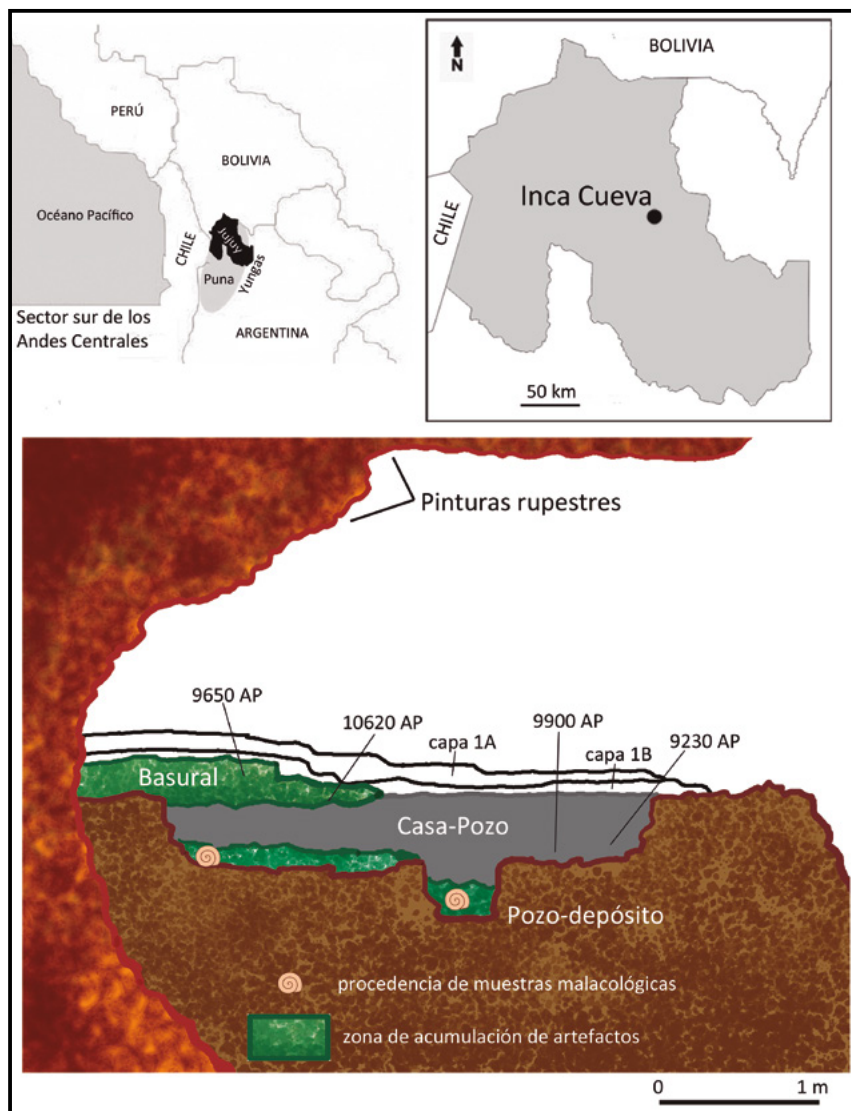 PERÚ
BOLIVIA
Océano Pacífico
CHILE
Jujuy
Puna
Yungas
ARGENTINA
Sector sur de los
Andes Centrales
N
BOLIVIA
Inca Cueva
CHILE
50 km
Pinturas rupestres
9650 AP
10620 AP
capa 1A
9900 AP
capa 1B
9230 AP
Basural
Casa-Pozo
Pozo-depósito
procedencia de muestras malacológicas
zona de acumulación de artefactos
0 1 m